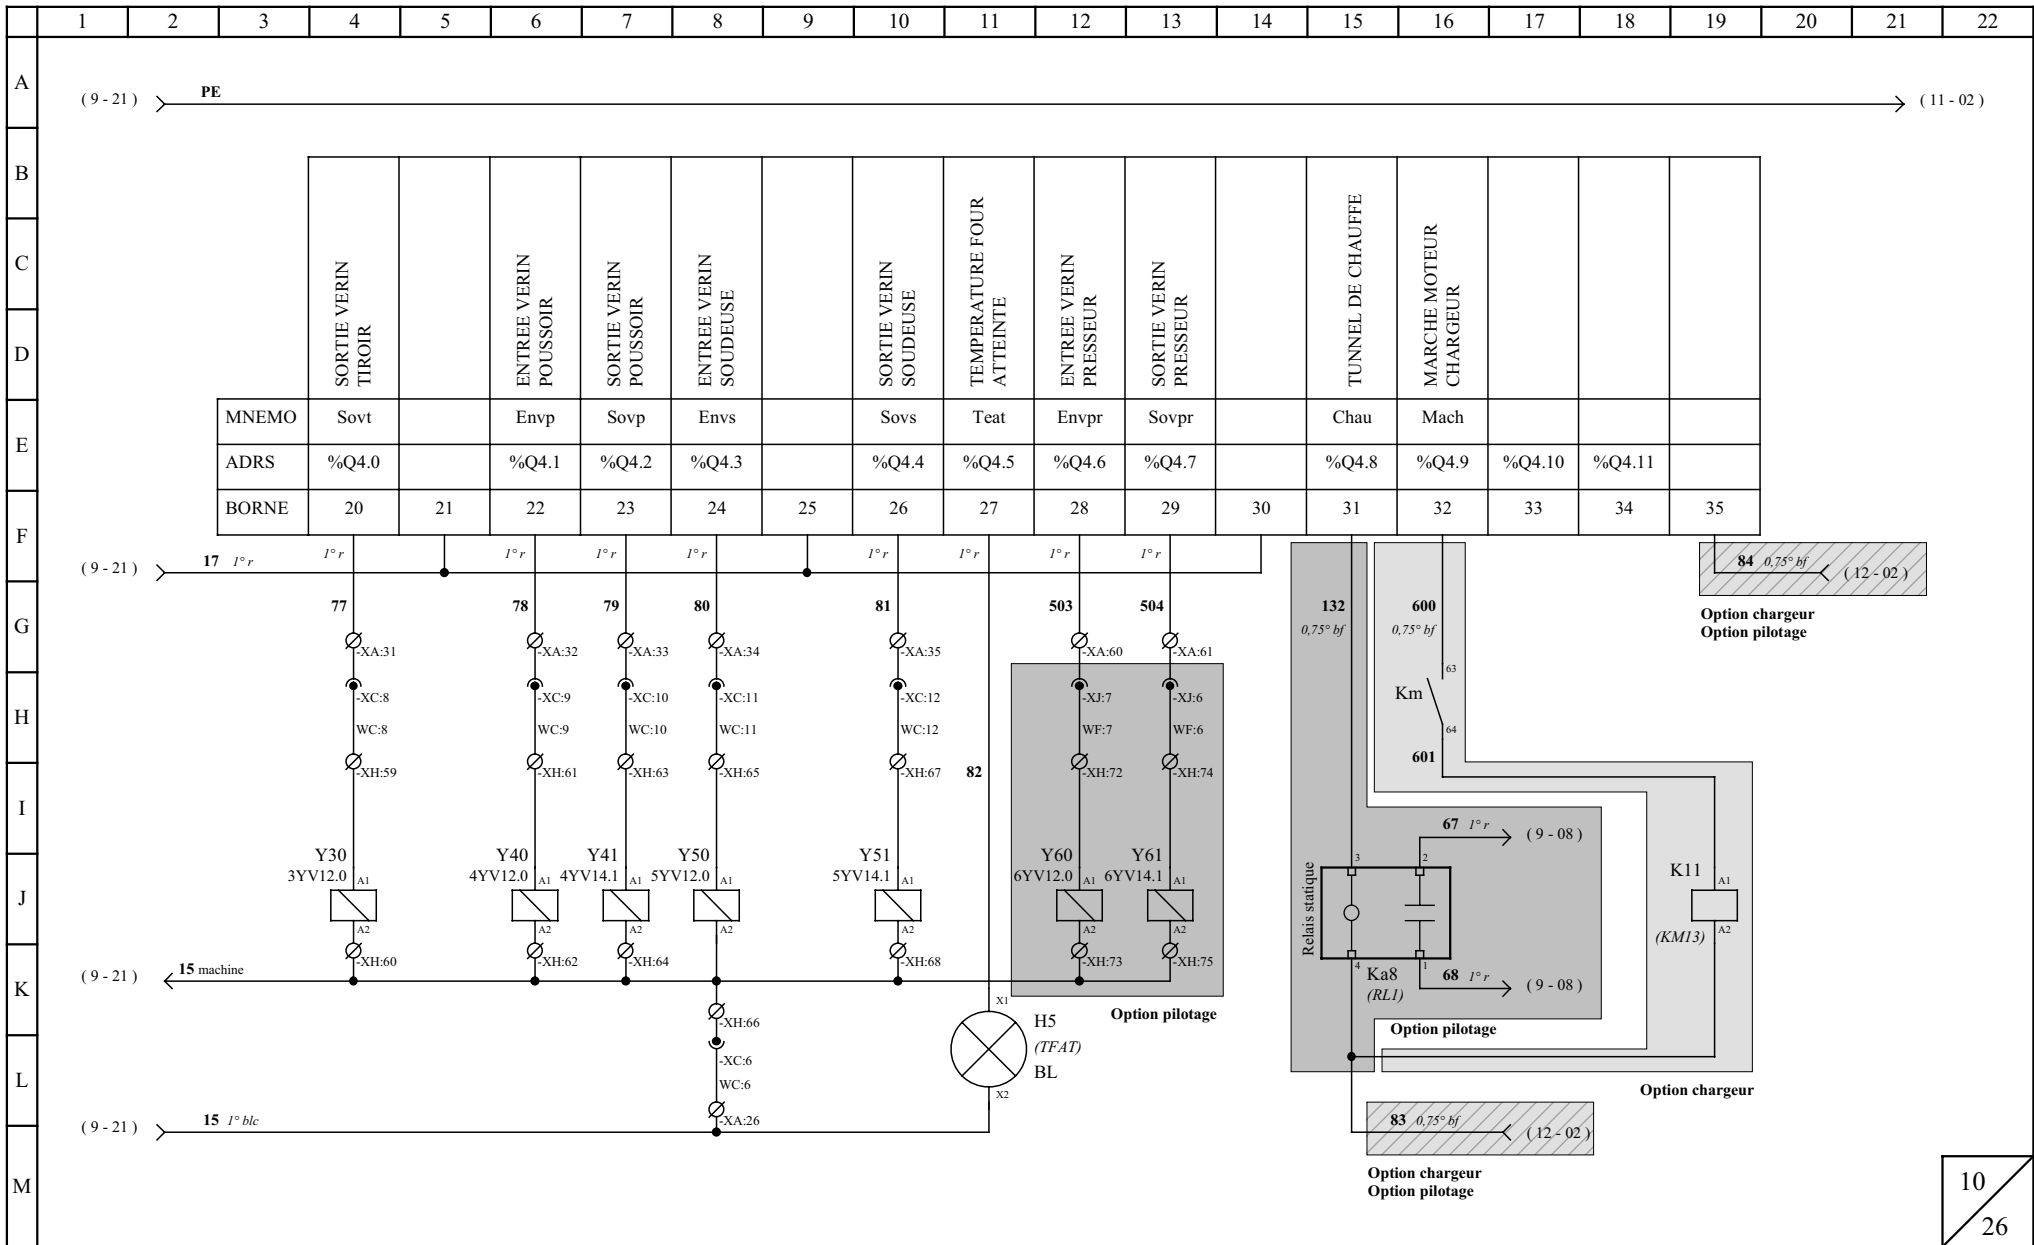 1 2 3 4 5 6 7 8 9 10 11 12 13 14 15 16 17 18 19 20 21 22
A
( 9 - 21 ) PE ( 11 - 02 )
B
C
D
SORTIE VERIN
TIROIR
ENTREE VERIN
POUSSOIR
SORTIE VERIN
POUSSOIR
ENTREE VERIN
SOUDEUSE
SORTIE VERIN
SOUDEUSE
TEMPERATURE FOUR
ATTEINTE
ENTREE VERIN
PRESSEUR
SORTIE VERIN
PRESSEUR
TUNNEL DE CHAUFFE
MARCHE MOTEUR
CHARGEUR
MNEMO Sovt Envp Sovp Envs Sovs Teat Envpr Sovpr Chau Mach
E
ADRS %Q4.0 %Q4.1 %Q4.2 %Q4.3 %Q4.4 %Q4.5 %Q4.6 %Q4.7 %Q4.8 %Q4.9 %Q4.10 %Q4.11
BORNE 20 21 22 23 24 25 26 27 28 29 30 31 32 33 34 35
F
1° r 1° r 1° r 1° r 1° r 1° r 1° r 1° r
( 9 - 21 ) 17 1° r 84 0,75° bf ( 12 - 02 )
77 78 79 80 81 503 504 132 600
Option chargeur
Option pilotage
G
0,75° bf 0,75° bf
-XA:31 -XA:32 -XA:33 -XA:34 -XA:35 -XA:60 -XA:61
63
-XC:8 -XC:9 -XC:10 -XC:11 -XC:12 -XJ:7 -XJ:6 Km
H
WC:8 WC:9 WC:10 WC:11 WC:12 WF:7 WF:6 64
601
-XH:59 -XH:61 -XH:63 -XH:65 -XH:67 82 -XH:72 -XH:74
I
67 1° r ( 9 - 08 )
Y30 Y40 Y41 Y50 Y51 Y60 Y61 3 2
3YV12.0 4YV12.0 4YV14.1 5YV12.0 5YV14.1 6YV12.0 6YV14.1 K11
A1 A1 A1 A1 A1 A1 A1 A1
J
Relais statique
A2 A2 A2 A2 A2 A2 A2 A2
(KM13)
-XH:60 -XH:62 -XH:64 -XH:68 -XH:73 -XH:75
4 1
( 9 - 21 ) 15 machine Ka8 68 1° r ( 9 - 08 )
K
(RL1)
X1
-XH:66 H5 Option pilotage Option pilotage
(TFAT)
-XC:6
BL
L
WC:6 X2 Option chargeur
-XA:26
( 9 - 21 ) 15 1° blc 83 0,75° bf ( 12 - 02 )
Option chargeur
Option pilotage
M
10
26